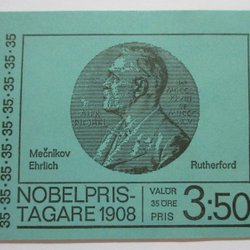 35·35·35·35·35·35·35·35
Mečnikov
Ehrlich
Rutherford
NOBELPRIS-
TAGARE 1908
VALÖR
35 ÖRE
PRIS
3:50